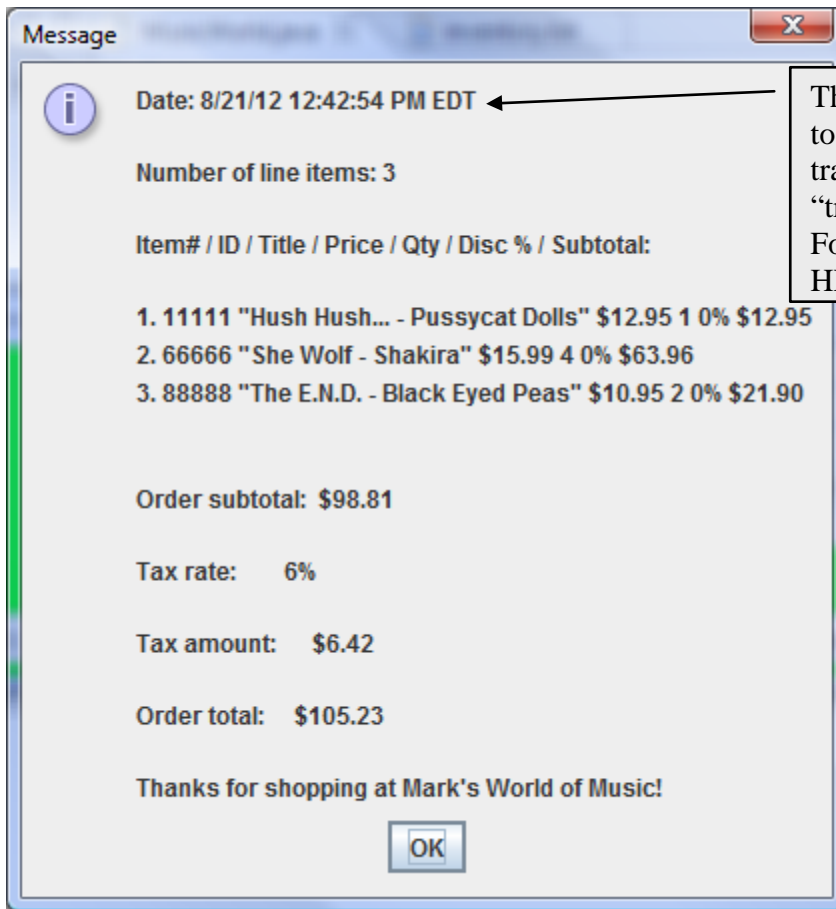 Message
Date: 8/21/12 12:42:54 PM EDT
Number of line items: 3
Item# / ID / Title / Price / Qty / Disc % / Subtotal:
1. 11111 "Hush Hush... - Pussycat Dolls" $12.95 1 0% $12.95
2. 66666 "She Wolf - Shakira" $15.99 4 0% $63.96
3. 88888 "The E.N.D. - Black Eyed Peas" $10.95 2 0% $21.90
Order subtotal: $98.81
Tax rate: 6%
Tax amount: $6.42
Order total: $105.23
Thanks for shopping at Mark's World of Music!
OK
to